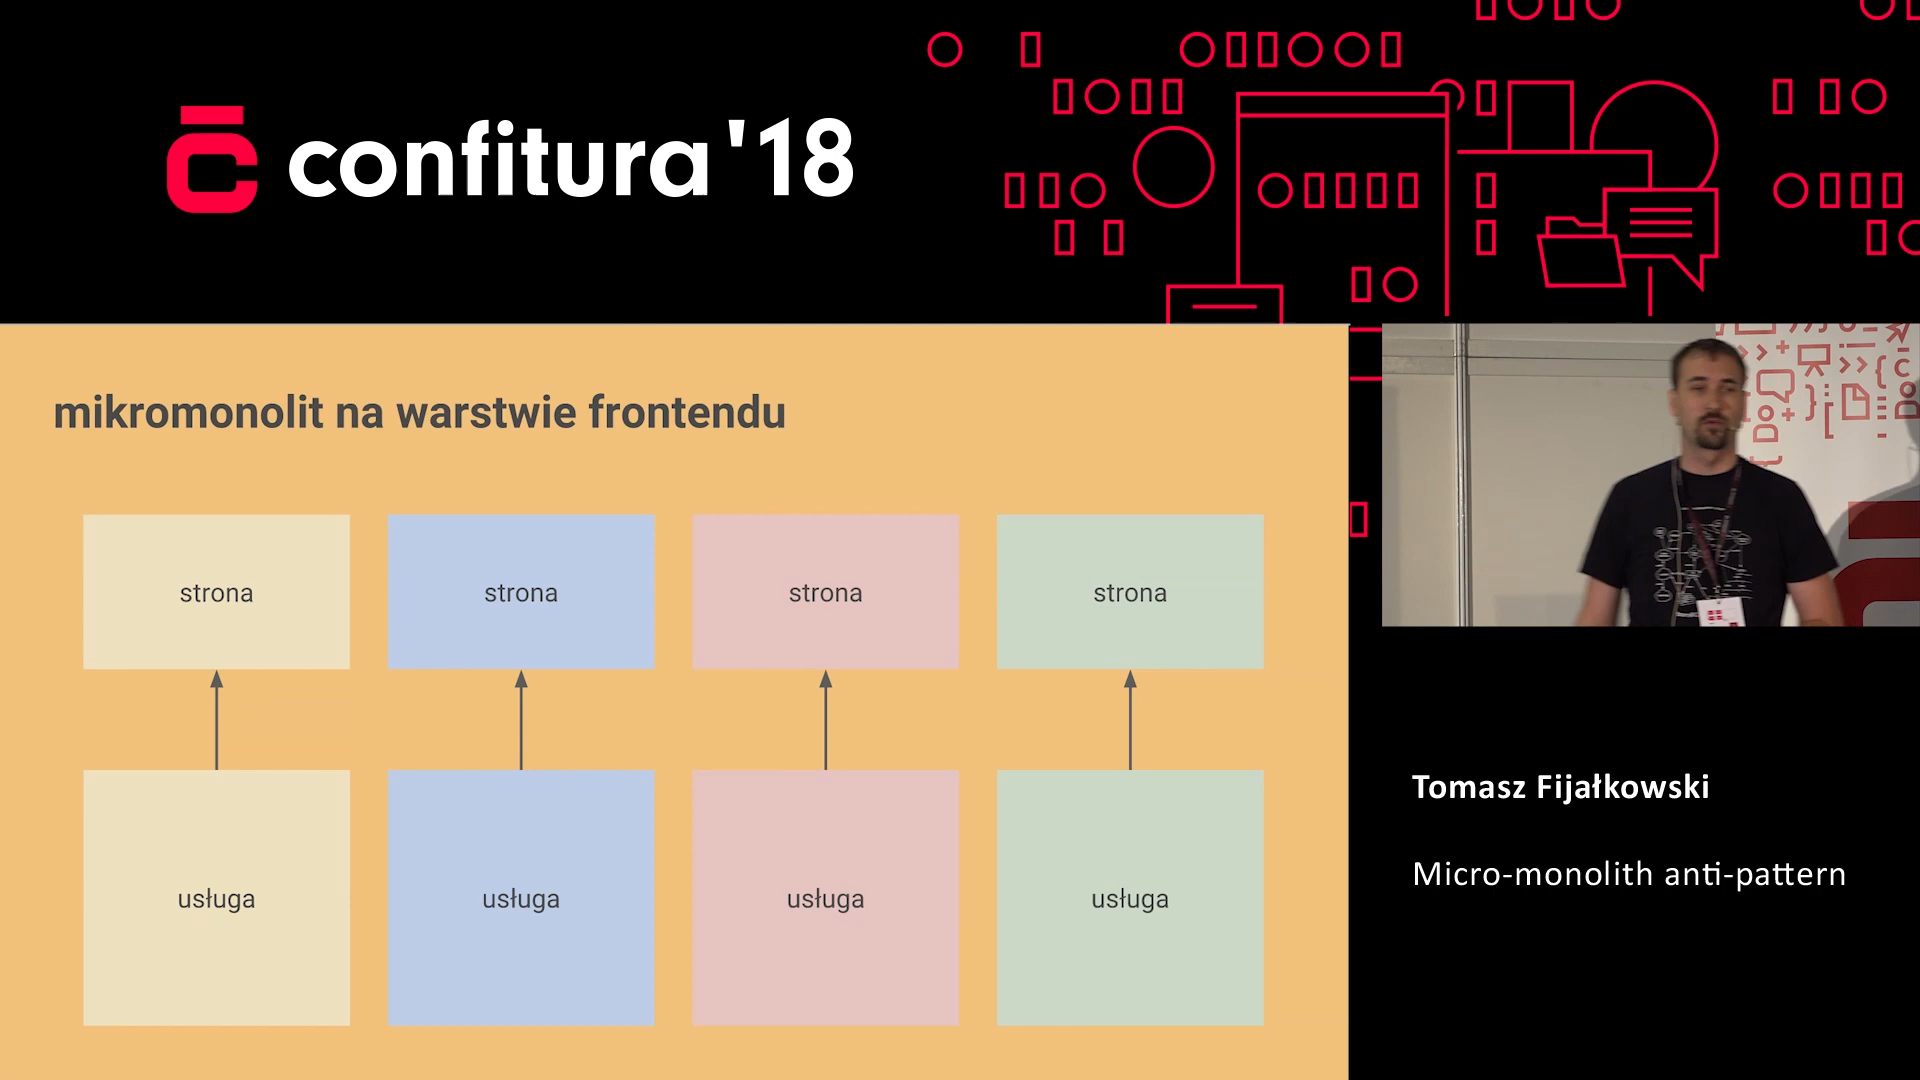 confitura '18
mikromonolit na warstwie frontendu
strona strona strona strona
usługa usługa usługa usługa
Tomasz Fijałkowski
Micro-monolith anti-pattern